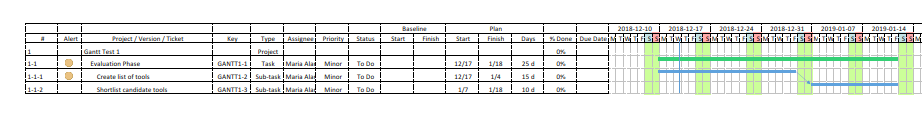 Baseline Plan 2018-12-10 2018-12-17 2018-12-24 2018-12-31 2019-01-07 2019-01-14
# Alert Project / Version / Ticket Key Type Assignee Priority Status Start Finish Start Finish Days % Done Due Date M T W T F S S M T W T F S S M T W T F S S M T W T F S S M T W T F S S M T W T F S S M
1 Gantt Test 1 Project 0%
1-1 Evaluation Phase GANTT1-1 Task Maria Ala Minor To Do 12/17 1/18 25 d 0%
1-1-1 Create list of tools GANTT1-2 Sub-task Maria Ala Minor To Do 12/17 1/4 15 d 0%
1-1-2 Shortlist candidate tools GANTT1-3 Sub-task Maria Ala Minor To Do 1/7 1/18 10 d 0%